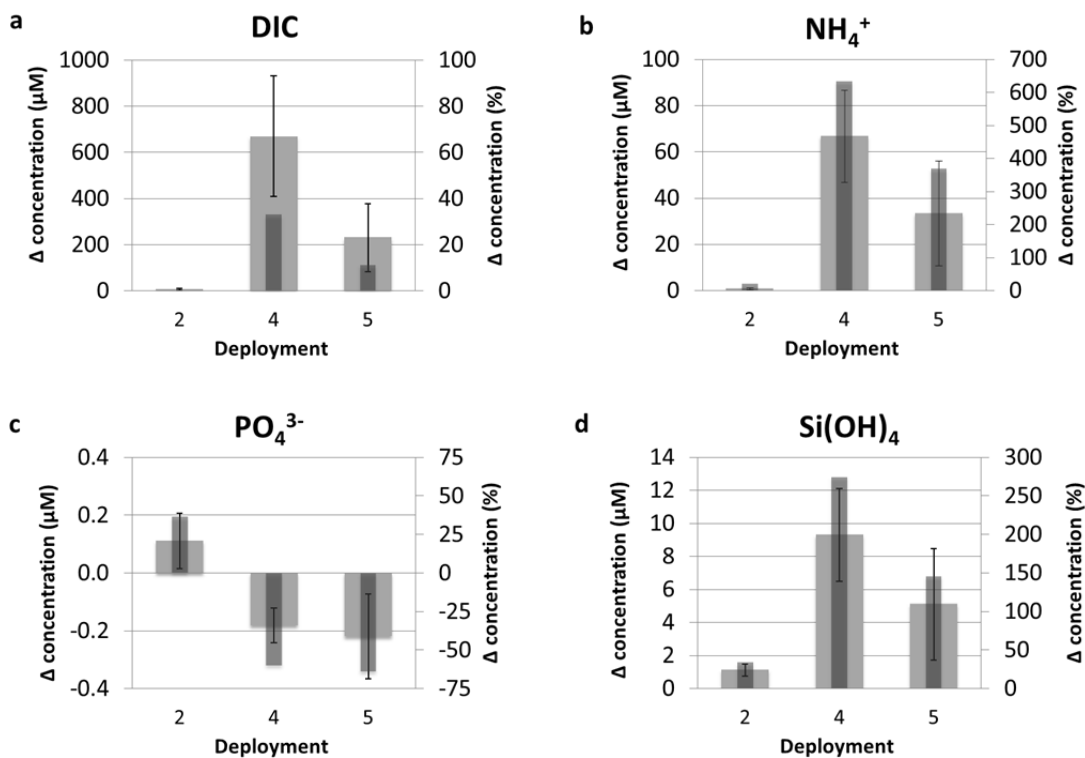 a
DIC
Δ concentration (μM)
1000
800
600
400
200
0
100
80
60
40
20
0
Δ concentration (%)
2 4 5
Deployment
b
NH₄⁺
Δ concentration (μM)
100
80
60
40
20
0
700
600
500
400
300
200
100
0
Δ concentration (%)
2 4 5
Deployment
c
PO₄³⁻
Δ concentration (μM)
0.4
0.2
0.0
-0.2
-0.4
75
50
25
0
-25
-50
-75
Δ concentration (%)
2 4 5
Deployment
d
Si(OH)₄
Δ concentration (μM)
14
12
10
8
6
4
2
0
300
250
200
150
100
50
0
Δ concentration (%)
2 4 5
Deployment